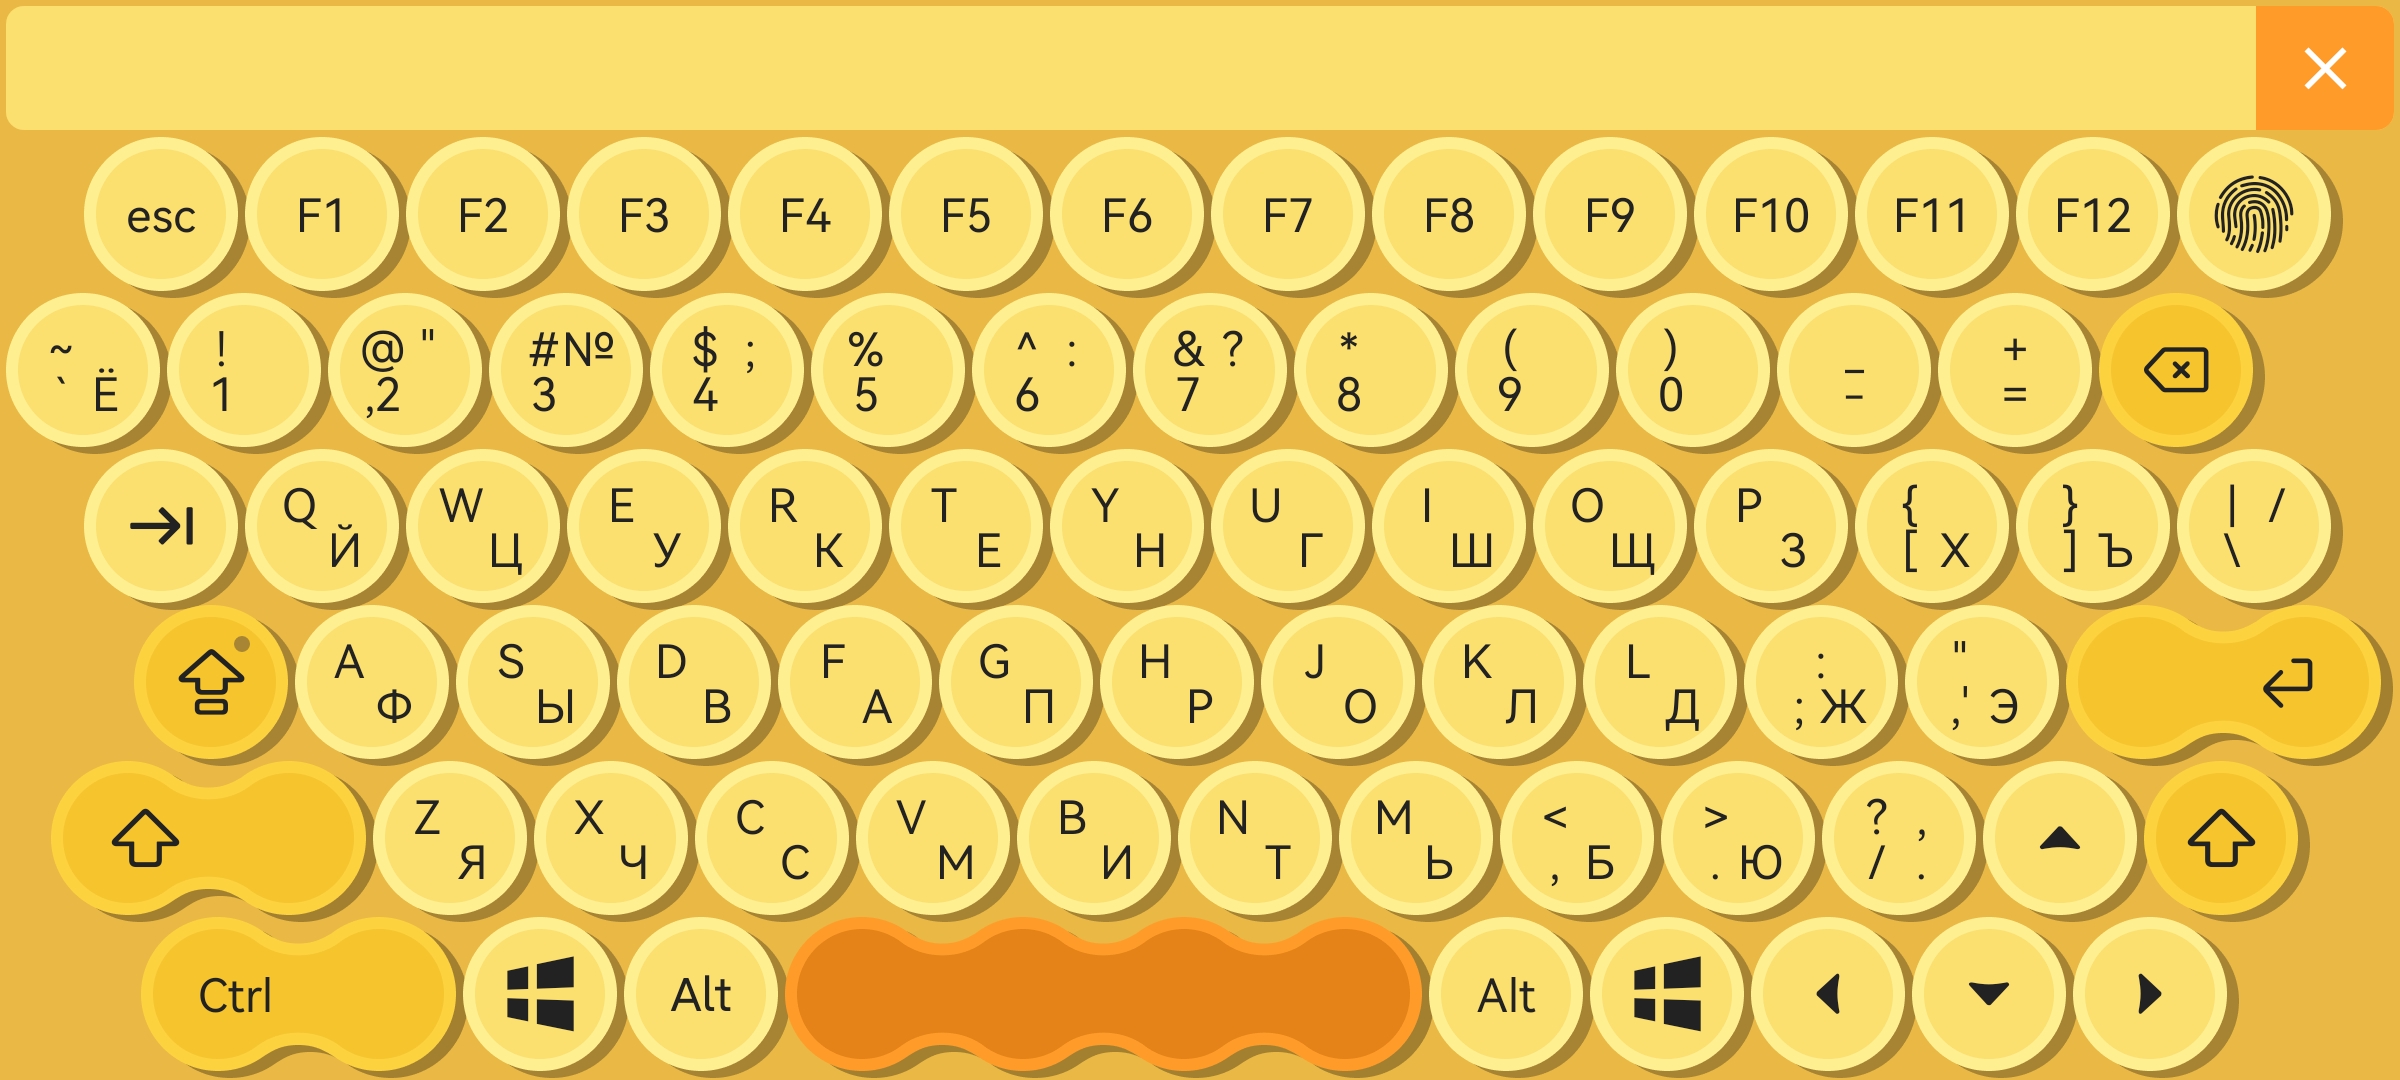 esc F1 F2 F3 F4 F5 F6 F7 F8 F9 F10 F11 F12
~ ! @ " #№ $ ; % ^ : & ? * ( ) _ +
` Ё 1 ,2 3 4 5 6 7 8 9 0 - =
Q W E R T Y U I O P { } | /
Й Ц У К Е Н Г Ш Щ З [ Х ] Ъ \
A S D F G H J K L : "
Ф Ы В А П Р О Л Д ; Ж ,' Э
Z X C V B N M < > ? ,
Я Ч С М И Т Ь , Б . Ю / .
Ctrl Alt Alt